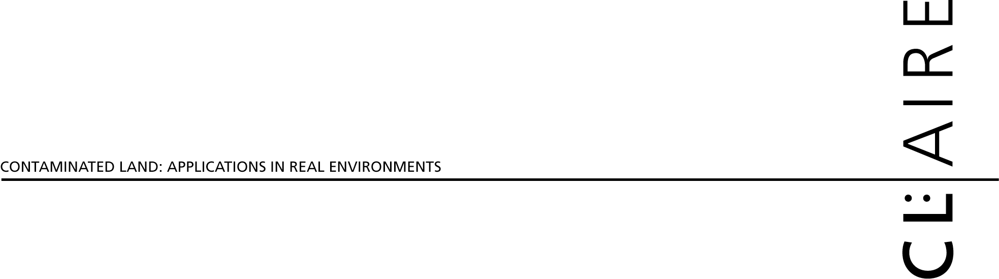 CONTAMINATED LAND: APPLICATIONS IN REAL ENVIRONMENTS
CL:AIRE